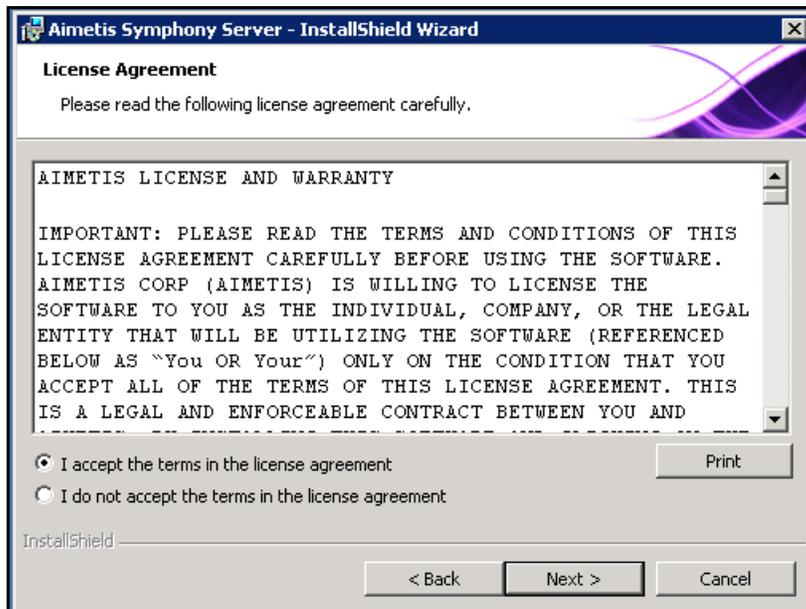 Aimetis Symphony Server - InstallShield Wizard
License Agreement
Please read the following license agreement carefully.
AIMETIS LICENSE AND WARRANTY
IMPORTANT: PLEASE READ THE TERMS AND CONDITIONS OF THIS
LICENSE AGREEMENT CAREFULLY BEFORE USING THE SOFTWARE.
AIMETIS CORP (AIMETIS) IS WILLING TO LICENSE THE
SOFTWARE TO YOU AS THE INDIVIDUAL, COMPANY, OR THE LEGAL
ENTITY THAT WILL BE UTILIZING THE SOFTWARE (REFERENCED
BELOW AS “You OR Your”) ONLY ON THE CONDITION THAT YOU
ACCEPT ALL OF THE TERMS OF THIS LICENSE AGREEMENT. THIS
IS A LEGAL AND ENFORCEABLE CONTRACT BETWEEN YOU AND
I accept the terms in the license agreement
Print
I do not accept the terms in the license agreement
InstallShield
< Back
Next >
Cancel